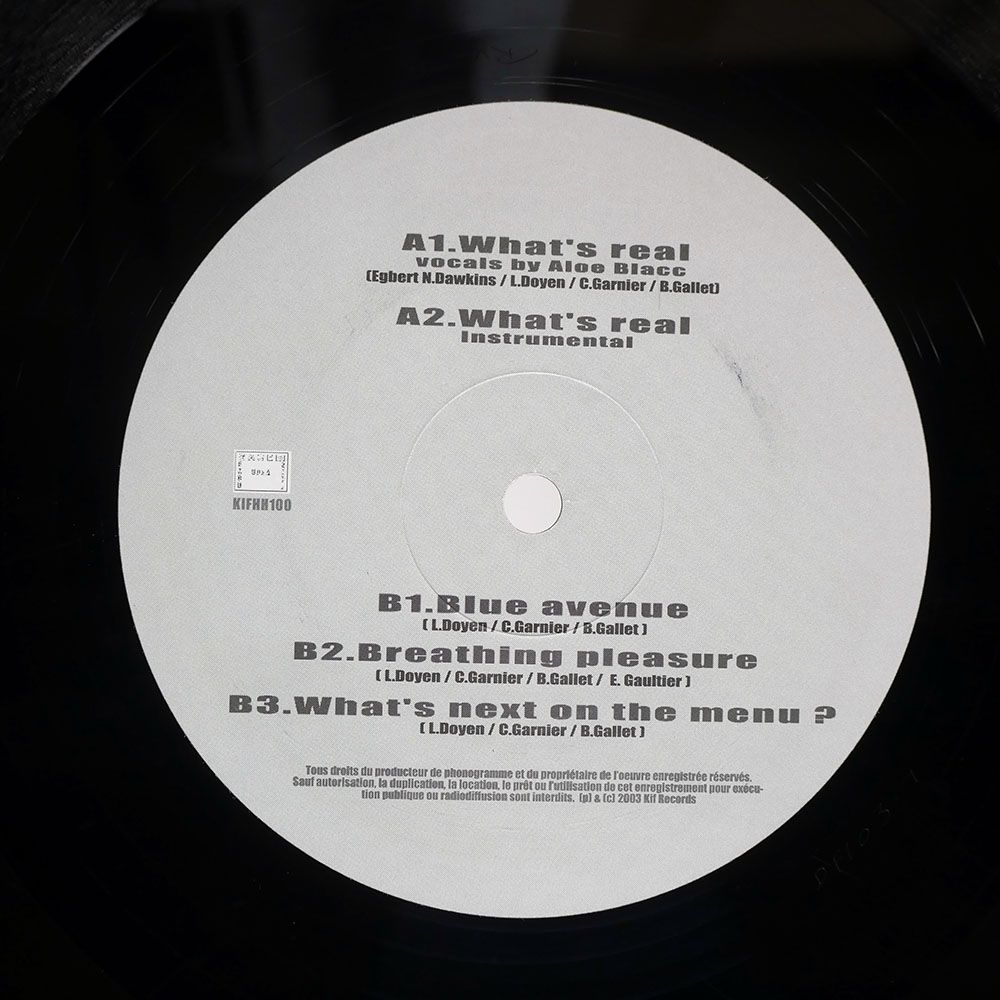 A1.What's real
vocals by Aloe Blacc
(Egbert N.Dawkins / L.Doyen / C.Garnier / B.Gallet)
A2.What's real
Instrumental
KIFHH100
B1.Blue avenue
( L.Doyen / C.Garnier / B.Gallet )
B2.Breathing pleasure
( L.Doyen / C.Garnier / B.Gallet / E. Gaultier )
B3.What's next on the menu ?
( L.Doyen / C.Garnier / B.Gallet )
Tous droits du producteur de phonogramme et du propriétaire de l'oeuvre enregistrée réservés.
Sauf autorisation, la duplication, la location, le prêt ou l'utilisation de cet enregistrement pour exécu-
tion publique ou radiodiffusion sont interdits. (p) & (c) 2003 Kif Records